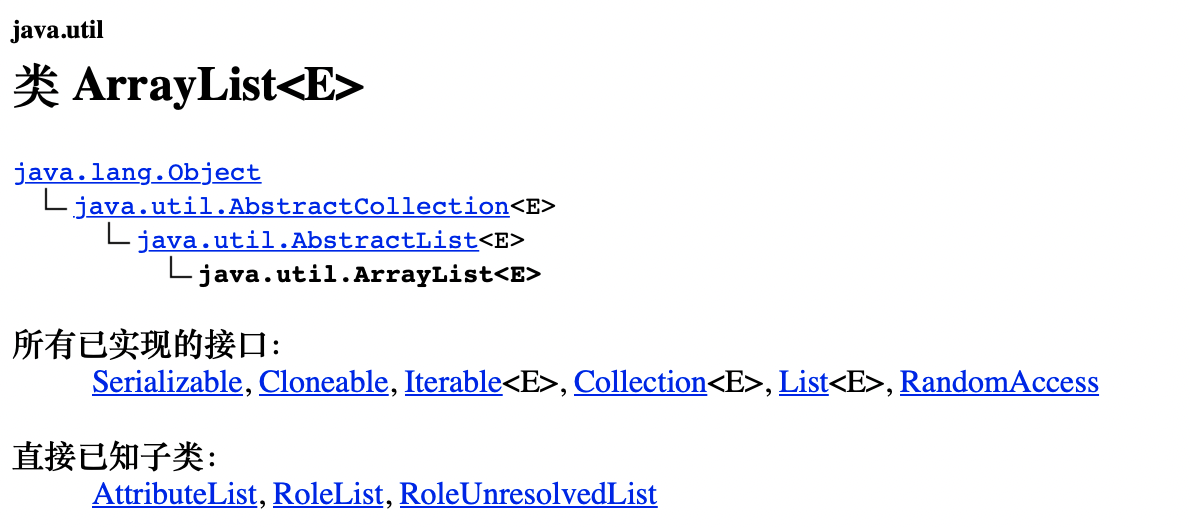 java.util
类 ArrayList<E>
java.lang.Object
java.util.AbstractCollection<E>
java.util.AbstractList<E>
java.util.ArrayList<E>
所有已实现的接口：
Serializable, Cloneable, Iterable<E>, Collection<E>, List<E>, RandomAccess
直接已知子类：
AttributeList, RoleList, RoleUnresolvedList